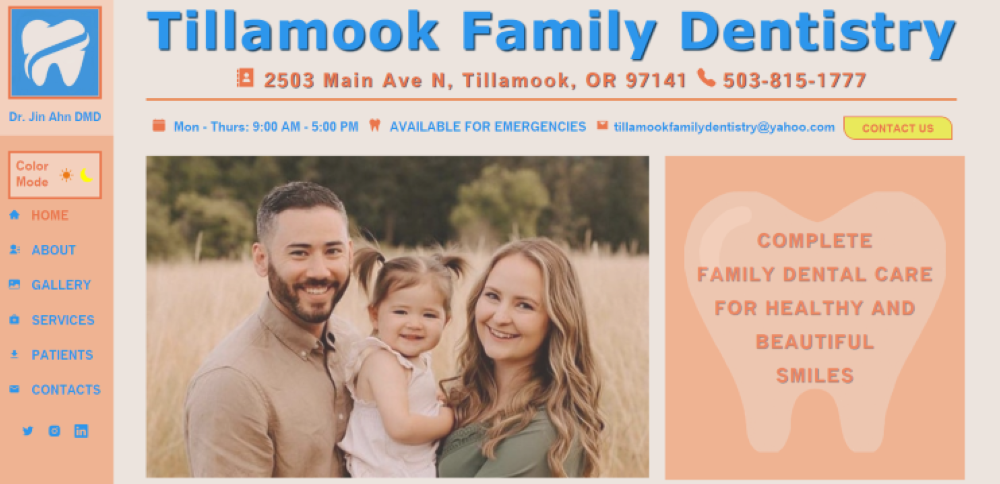 Tillamook Family Dentistry
2503 Main Ave N, Tillamook, OR 97141 503-815-1777
Dr. Jin Ahn DMD
Mon - Thurs: 9:00 AM - 5:00 PM AVAILABLE FOR EMERGENCIES tillamookfamilydentistry@yahoo.com CONTACT US
Color
Mode
HOME
ABOUT
GALLERY
SERVICES
PATIENTS
CONTACTS
COMPLETE
FAMILY DENTAL CARE
FOR HEALTHY AND
BEAUTIFUL
SMILES